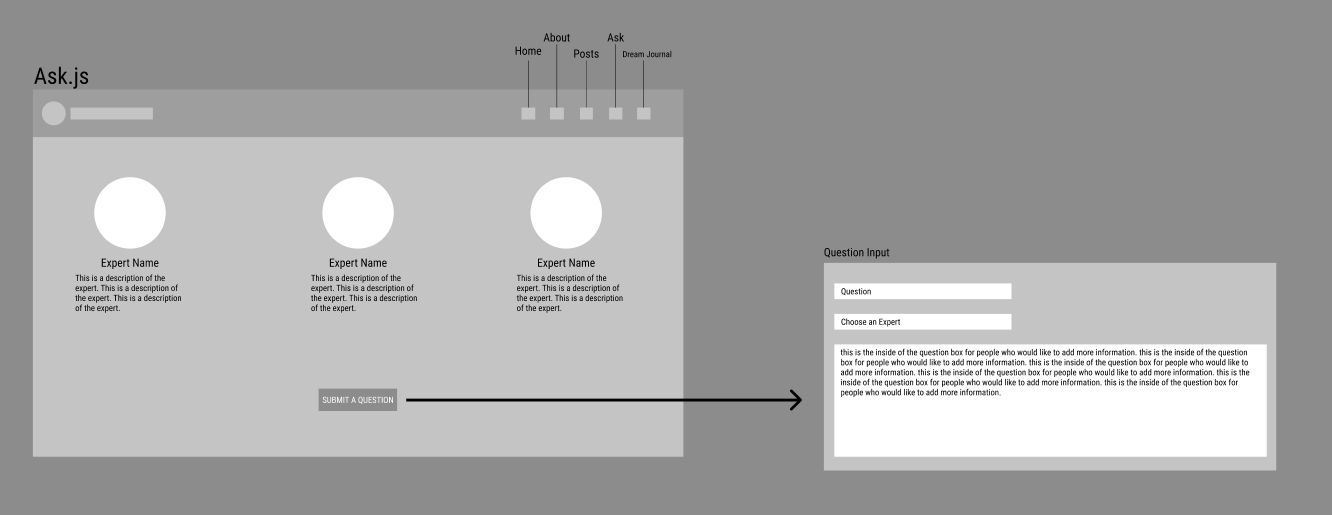 Home
About
Posts
Ask
Dream Journal
Ask.js
Expert Name
This is a description of the
expert. This is a description of
the expert. This is a description
of the expert.
Expert Name
This is a description of the
expert. This is a description of
the expert. This is a description
of the expert.
Expert Name
This is a description of the
expert. This is a description of
the expert. This is a description
of the expert.
SUBMIT A QUESTION
Question Input
Question
Choose an Expert
this is the inside of the question box for people who would like to add more information. this is the inside of the question
box for people who would like to add more information. this is the inside of the question box for people who would like to
add more information. this is the inside of the question box for people who would like to add more information. this is the
inside of the question box for people who would like to add more information. this is the inside of the question box for
people who would like to add more information.